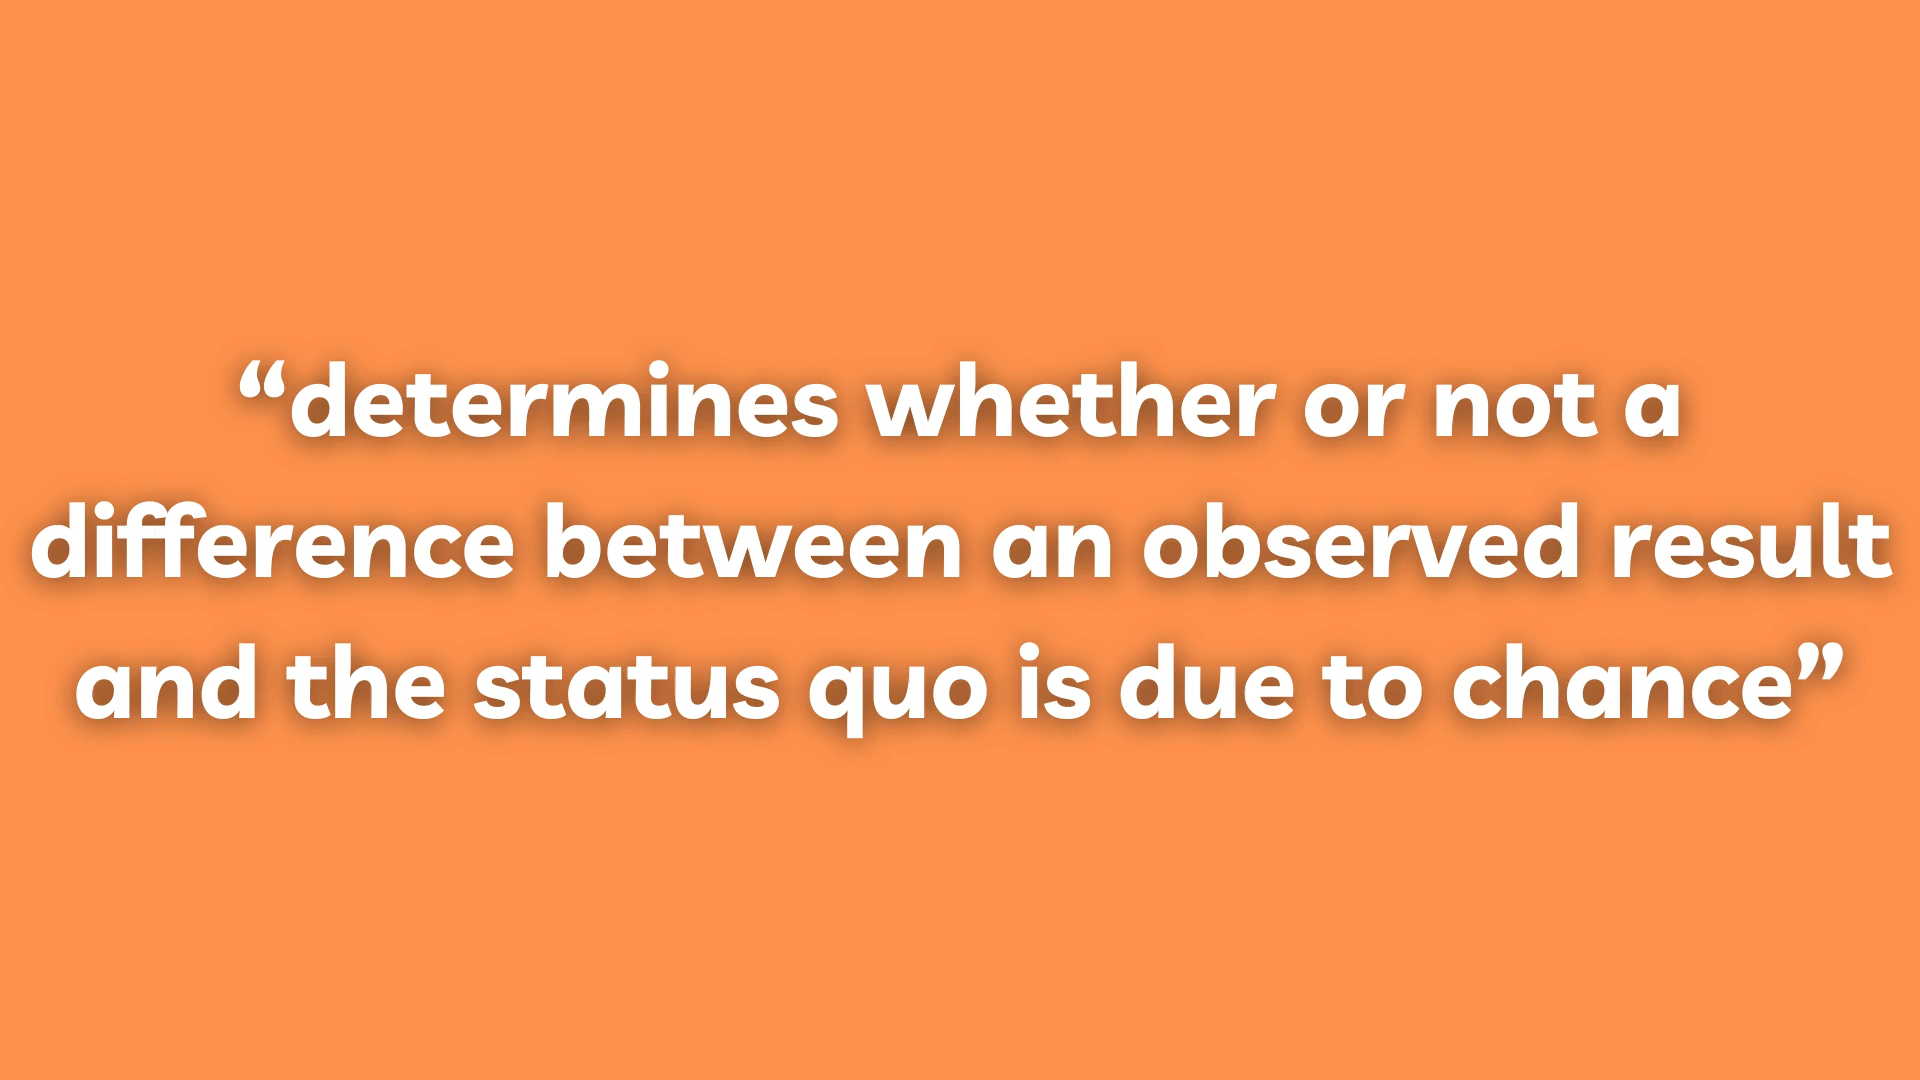 “determines whether or not a
difference between an observed result
and the status quo is due to chance”